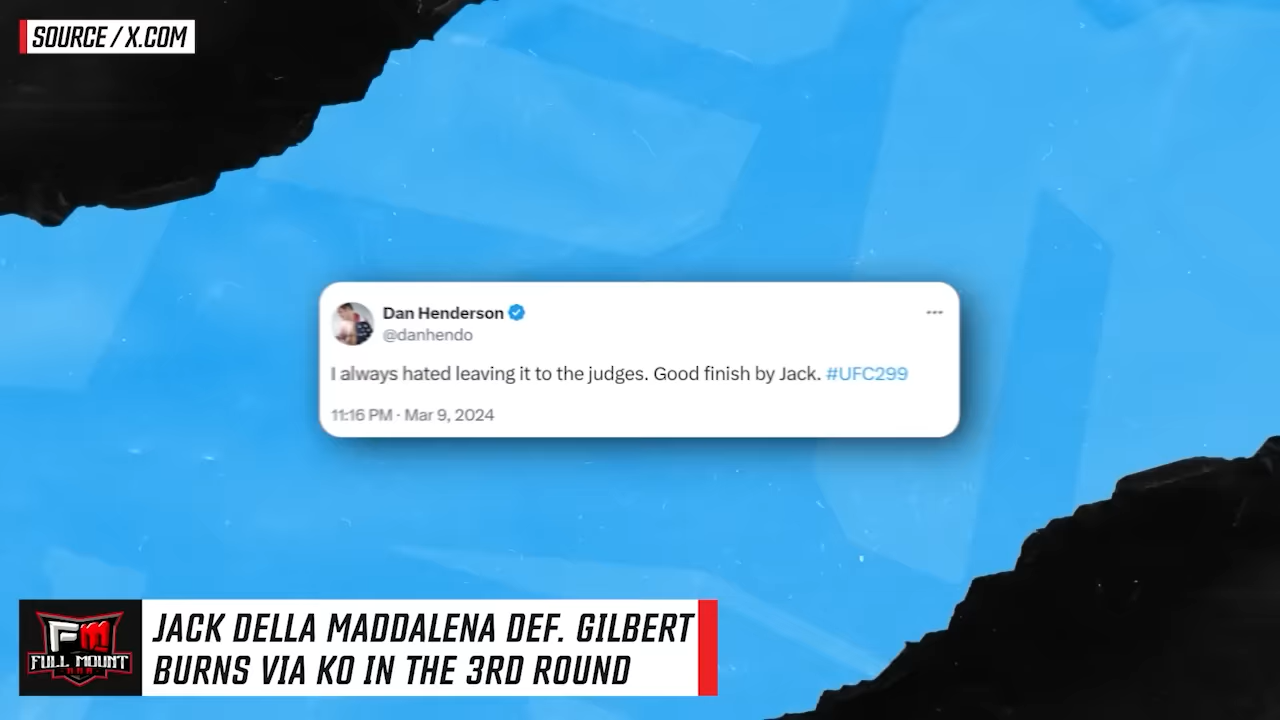 SOURCE / X.COM
Dan Henderson
@danhendo
I always hated leaving it to the judges. Good finish by Jack. #UFC299
11:16 PM · Mar 9, 2024
FM
FULL MOUNT
JACK DELLA MADDALENA DEF. GILBERT
BURNS VIA KO IN THE 3RD ROUND